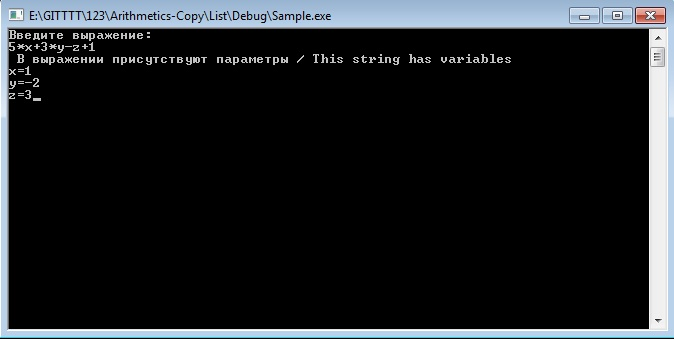 E:\GITTTT\123\Arithmetics-Copy\List\Debug\Sample.exe
Введите выражение:
5*x+3*y-z+1
В выражении присутствуют параметры / This string has variables
x=1
y=-2
z=3_